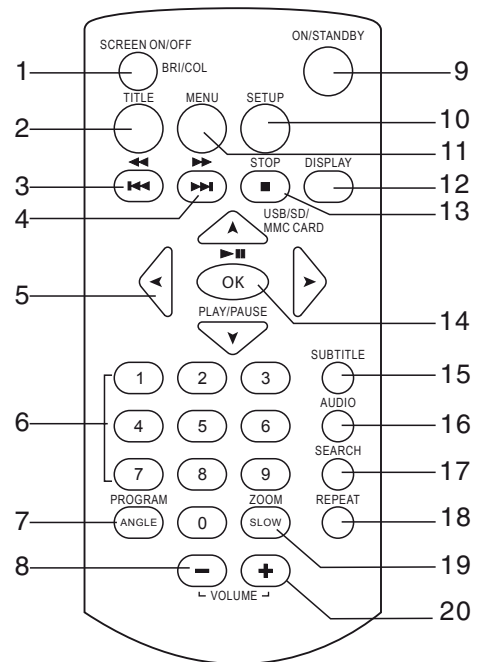 SCREEN ON/OFF
ON/STANDBY
1
BRI/COL
9
TITLE
MENU
SETUP
2
10
11
STOP
DISPLAY
3
12
4
13
USB/SD/
MMC CARD
5
OK
14
PLAY/PAUSE
SUBTITLE
1 2 3
15
AUDIO
6
4 5 6
16
SEARCH
7 8 9
17
PROGRAM
ZOOM
REPEAT
7
ANGLE
0
SLOW
18
19
8
VOLUME
20